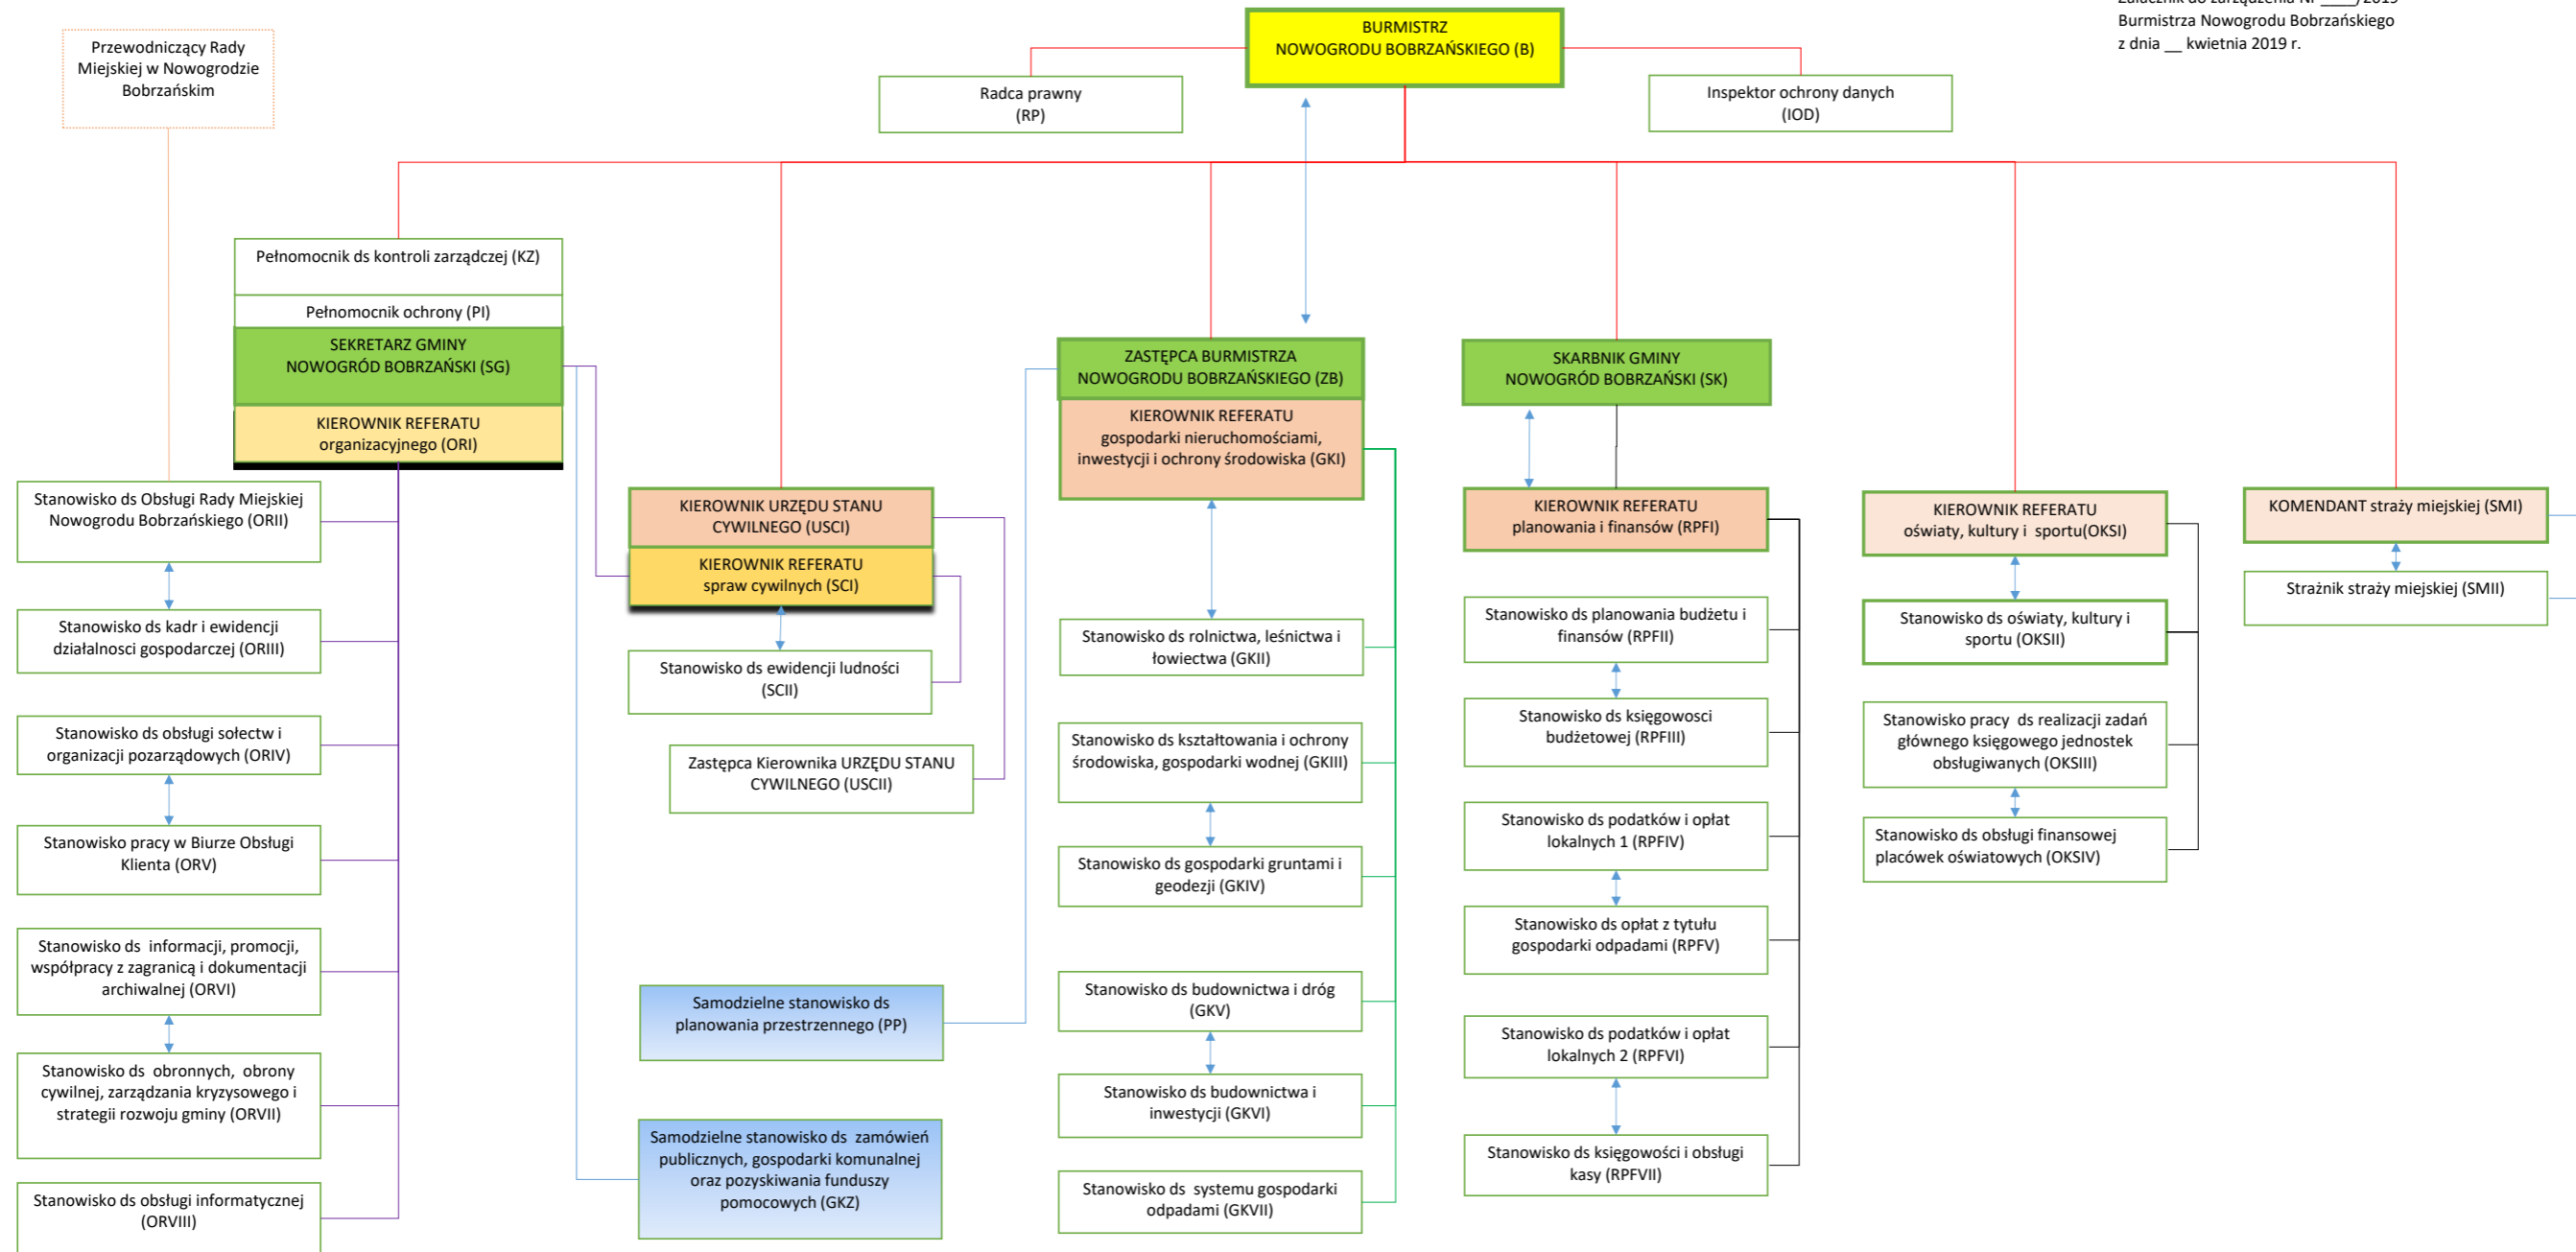 Załącznik do zarządzenia Nr ____/2019
Burmistrza Nowogrodu Bobrzańskiego
z dnia __ kwietnia 2019 r.
BURMISTRZ
NOWOGRODU BOBRZAŃSKIEGO (B)
Przewodniczący Rady
Miejskiej w Nowogrodzie
Bobrzańskim
Radca prawny
(RP)
Inspektor ochrony danych
(IOD)
Pełnomocnik ds kontroli zarządczej (KZ)
Pełnomocnik ochrony (PI)
SEKRETARZ GMINY
NOWOGRÓD BOBRZAŃSKI (SG)
KIEROWNIK REFERATU
organizacyjnego (ORI)
Stanowisko ds Obsługi Rady Miejskiej
Nowogrodu Bobrzańskiego (ORII)
Stanowisko ds kadr i ewidencji
działalnosci gospodarczej (ORIII)
Stanowisko ds obsługi sołectw i
organizacji pozarządowych (ORIV)
Stanowisko pracy w Biurze Obsługi
Klienta (ORV)
Stanowisko ds informacji, promocji,
współpracy z zagranicą i dokumentacji
archiwalnej (ORVI)
Stanowisko ds obronnych, obrony
cywilnej, zarządzania kryzysowego i
strategii rozwoju gminy (ORVII)
Stanowisko ds obsługi informatycznej
(ORVIII)
KIEROWNIK URZĘDU STANU
CYWILNEGO (USCI)
KIEROWNIK REFERATU
spraw cywilnych (SCI)
Stanowisko ds ewidencji ludności
(SCII)
Zastępca Kierownika URZĘDU STANU
CYWILNEGO (USCII)
Samodzielne stanowisko ds
planowania przestrzennego (PP)
Samodzielne stanowisko ds zamówień
publicznych, gospodarki komunalnej
oraz pozyskiwania funduszy
pomocowych (GKZ)
ZASTĘPCA BURMISTRZA
NOWOGRODU BOBRZAŃSKIEGO (ZB)
KIEROWNIK REFERATU
gospodarki nieruchomościami,
inwestycji i ochrony środowiska (GKI)
Stanowisko ds rolnictwa, leśnictwa i
łowiectwa (GKII)
Stanowisko ds kształtowania i ochrony
środowiska, gospodarki wodnej (GKIII)
Stanowisko ds gospodarki gruntami i
geodezji (GKIV)
Stanowisko ds budownictwa i dróg
(GKV)
Stanowisko ds budownictwa i
inwestycji (GKVI)
Stanowisko ds systemu gospodarki
odpadami (GKVII)
SKARBNIK GMINY
NOWOGRÓD BOBRZAŃSKI (SK)
KIEROWNIK REFERATU
planowania i finansów (RPFI)
Stanowisko ds planowania budżetu i
finansów (RPFII)
Stanowisko ds księgowosci
budżetowej (RPFIII)
Stanowisko ds podatków i opłat
lokalnych 1 (RPFIV)
Stanowisko ds opłat z tytułu
gospodarki odpadami (RPFV)
Stanowisko ds podatków i opłat
lokalnych 2 (RPFVI)
Stanowisko ds księgowości i obsługi
kasy (RPFVII)
KIEROWNIK REFERATU
oświaty, kultury i sportu(OKSI)
Stanowisko ds oświaty, kultury i
sportu (OKSII)
Stanowisko pracy ds realizacji zadań
głównego księgowego jednostek
obsługiwanych (OKSIII)
Stanowisko ds obsługi finansowej
placówek oświatowych (OKSIV)
KOMENDANT straży miejskiej (SMI)
Strażnik straży miejskiej (SMII)